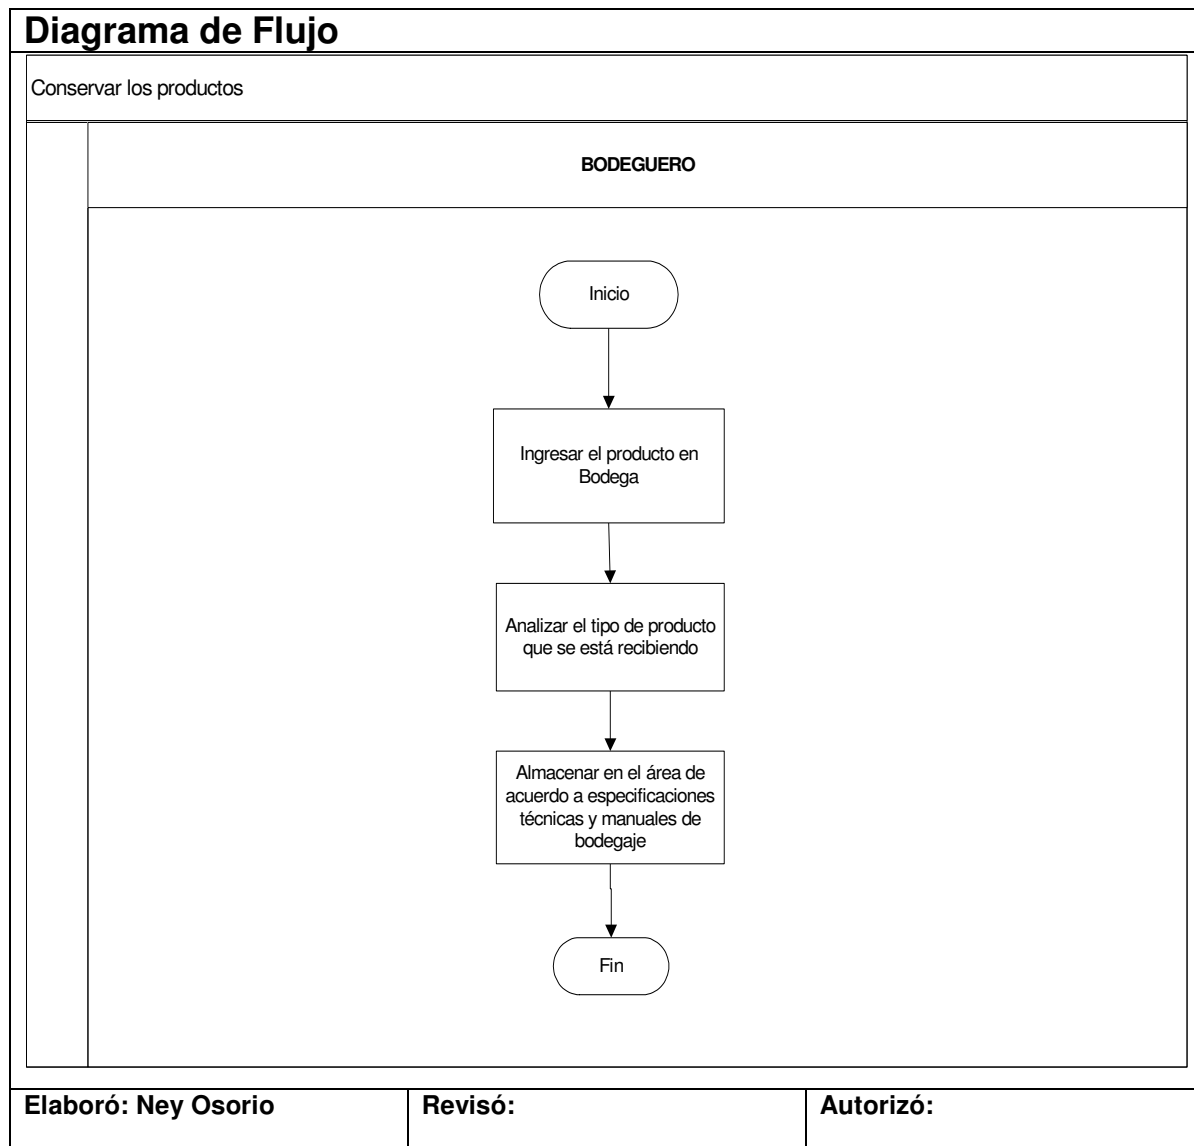 Diagrama de Flujo
Conservar los productos
BODEGUERO
Inicio
Ingresar el producto en
Bodega
Analizar el tipo de producto
que se está recibiendo
Almacenar en el área de
acuerdo a especificaciones
técnicas y manuales de
bodegaje
Fin
Elaboró: Ney Osorio
Revisó:
Autorizó: